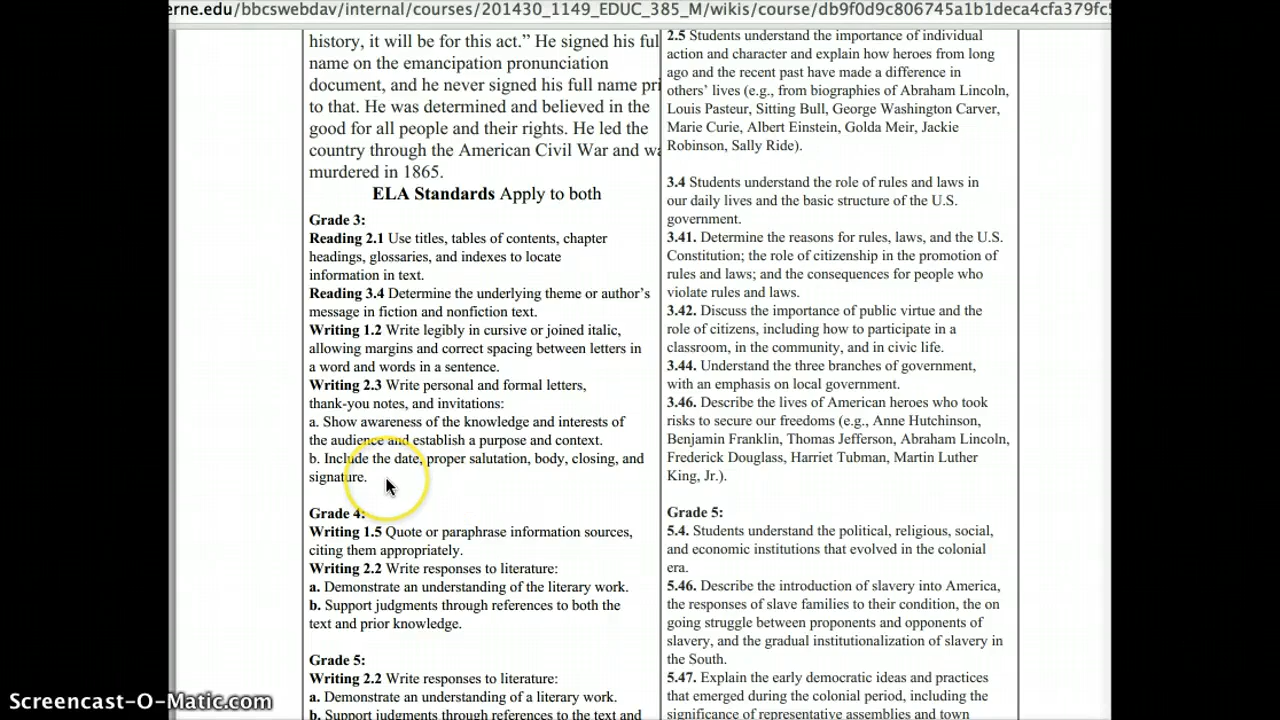 erne.edu/bbcswebdav/internal/courses/201430_1149_EDUC_385_M/wikis/course/db9f0d9c806745a1b1deca4cfa379fc5
history, it will be for this act.” He signed his ful
name on the emancipation pronunciation
document, and he never signed his full name pri
to that. He was determined and believed in the
good for all people and their rights. He led the
country through the American Civil War and wa
murdered in 1865.
ELA Standards Apply to both
Grade 3:
Reading 2.1 Use titles, tables of contents, chapter
headings, glossaries, and indexes to locate
information in text.
Reading 3.4 Determine the underlying theme or author’s
message in fiction and nonfiction text.
Writing 1.2 Write legibly in cursive or joined italic,
allowing margins and correct spacing between letters in
a word and words in a sentence.
Writing 2.3 Write personal and formal letters,
thank-you notes, and invitations:
a. Show awareness of the knowledge and interests of
the audience and establish a purpose and context.
b. Include the date, proper salutation, body, closing, and
signature.
Grade 4:
Writing 1.5 Quote or paraphrase information sources,
citing them appropriately.
Writing 2.2 Write responses to literature:
a. Demonstrate an understanding of the literary work.
b. Support judgments through references to both the
text and prior knowledge.
Grade 5:
Writing 2.2 Write responses to literature:
a. Demonstrate an understanding of a literary work.
b. Support judgments through references to the text and
2.5 Students understand the importance of individual
action and character and explain how heroes from long
ago and the recent past have made a difference in
others’ lives (e.g., from biographies of Abraham Lincoln,
Louis Pasteur, Sitting Bull, George Washington Carver,
Marie Curie, Albert Einstein, Golda Meir, Jackie
Robinson, Sally Ride).
3.4 Students understand the role of rules and laws in
our daily lives and the basic structure of the U.S.
government.
3.41. Determine the reasons for rules, laws, and the U.S.
Constitution; the role of citizenship in the promotion of
rules and laws; and the consequences for people who
violate rules and laws.
3.42. Discuss the importance of public virtue and the
role of citizens, including how to participate in a
classroom, in the community, and in civic life.
3.44. Understand the three branches of government,
with an emphasis on local government.
3.46. Describe the lives of American heroes who took
risks to secure our freedoms (e.g., Anne Hutchinson,
Benjamin Franklin, Thomas Jefferson, Abraham Lincoln,
Frederick Douglass, Harriet Tubman, Martin Luther
King, Jr.).
Grade 5:
5.4. Students understand the political, religious, social,
and economic institutions that evolved in the colonial
era.
5.46. Describe the introduction of slavery into America,
the responses of slave families to their condition, the on
going struggle between proponents and opponents of
slavery, and the gradual institutionalization of slavery in
the South.
5.47. Explain the early democratic ideas and practices
that emerged during the colonial period, including the
significance of representative assemblies and town
Screencast-O-Matic.com